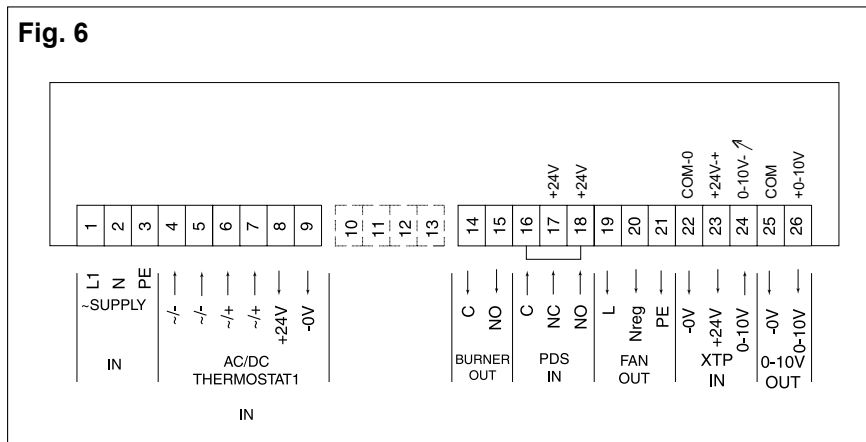 Fig. 6
COM-0 +24V-+ 0-10V- COM +0-10V
+24V +24V
1 2 3 4 5 6 7 8 9 10 11 12 13 14 15 16 17 18 19 20 21 22 23 24 25 26
L1 N PE ~/- ~/- ~/+ ~/+ +24V -0V C NO C NC NO L Nreg PE -0V +24V 0-10V -0V 0-10V
~SUPPLY
IN
AC/DC
THERMOSTAT1
IN
BURNER
OUT
PDS
IN
FAN
OUT
XTP
IN
0-10V
OUT